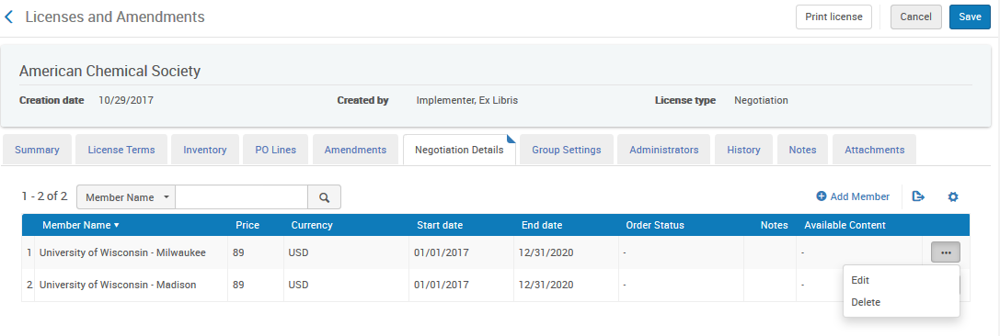 Licenses and Amendments Print license Cancel Save
American Chemical Society
Creation date 10/29/2017 Created by Implementer, Ex Libris License type Negotiation
Summary License Terms Inventory PO Lines Amendments Negotiation Details Group Settings Administrators History Notes Attachments
1 - 2 of 2 Member Name Add Member
Member Name Price Currency Start date End date Order Status Notes Available Content
1 University of Wisconsin - Milwaukee 89 USD 01/01/2017 12/31/2020 - -
2 University of Wisconsin - Madison 89 USD 01/01/2017 12/31/2020 - -
Edit
Delete